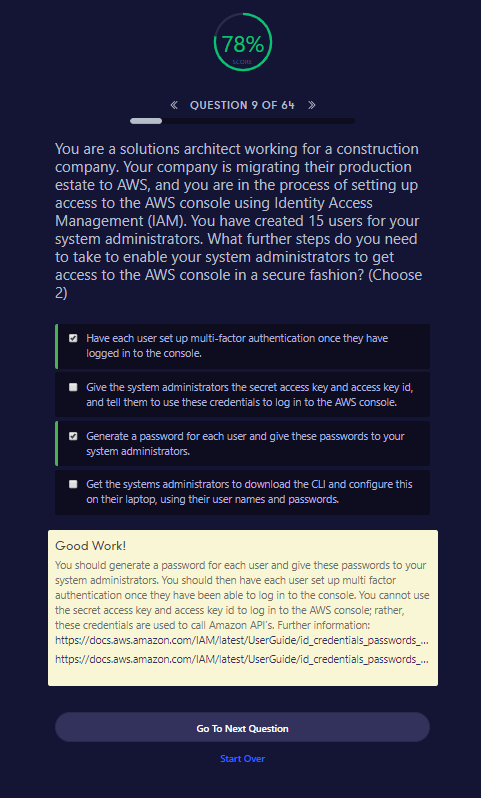 78%
SCORE
« QUESTION 9 OF 64 »
You are a solutions architect working for a construction
company. Your company is migrating their production
estate to AWS, and you are in the process of setting up
access to the AWS console using Identity Access
Management (IAM). You have created 15 users for your
system administrators. What further steps do you need
to take to enable your system administrators to get
access to the AWS console in a secure fashion? (Choose
2)
Have each user set up multi-factor authentication once they have
logged in to the console.
Give the system administrators the secret access key and access key id,
and tell them to use these credentials to log in to the AWS console.
Generate a password for each user and give these passwords to your
system administrators.
Get the systems administrators to download the CLI and configure this
on their laptop, using their user names and passwords.
Good Work!
You should generate a password for each user and give these passwords to your
system administrators. You should then have each user set up multi factor
authentication once they have been able to log in to the console. You cannot use
the secret access key and access key id to log in to the AWS console; rather,
these credentials are used to call Amazon API's. Further information:
https://docs.aws.amazon.com/IAM/latest/UserGuide/id_credentials_passwords_...
https://docs.aws.amazon.com/IAM/latest/UserGuide/id_credentials_passwords_...
Go To Next Question
Start Over